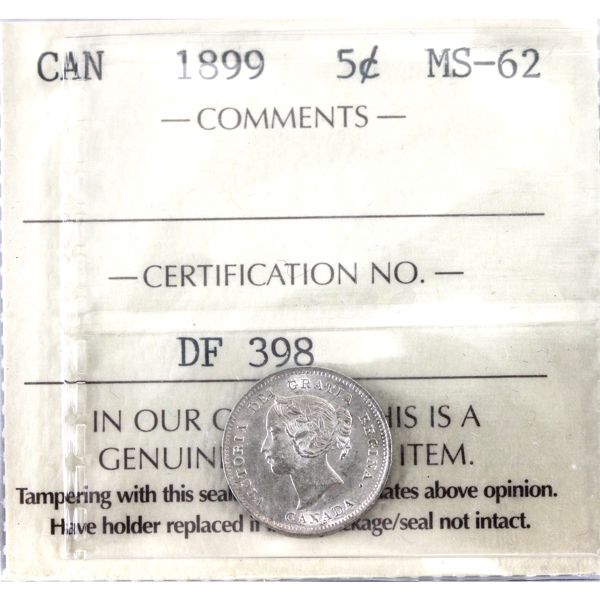 CAN 1899 5¢ MS-62
— COMMENTS —
— CERTIFICATION NO. —
DF 398
IN OUR HIS IS A
GENUIN ITEM.
Tampering with this seal ates above opinion.
Have holder replaced if kage/seal not intact.
VICTORIA DEI GRATIA REGINA.
CANADA